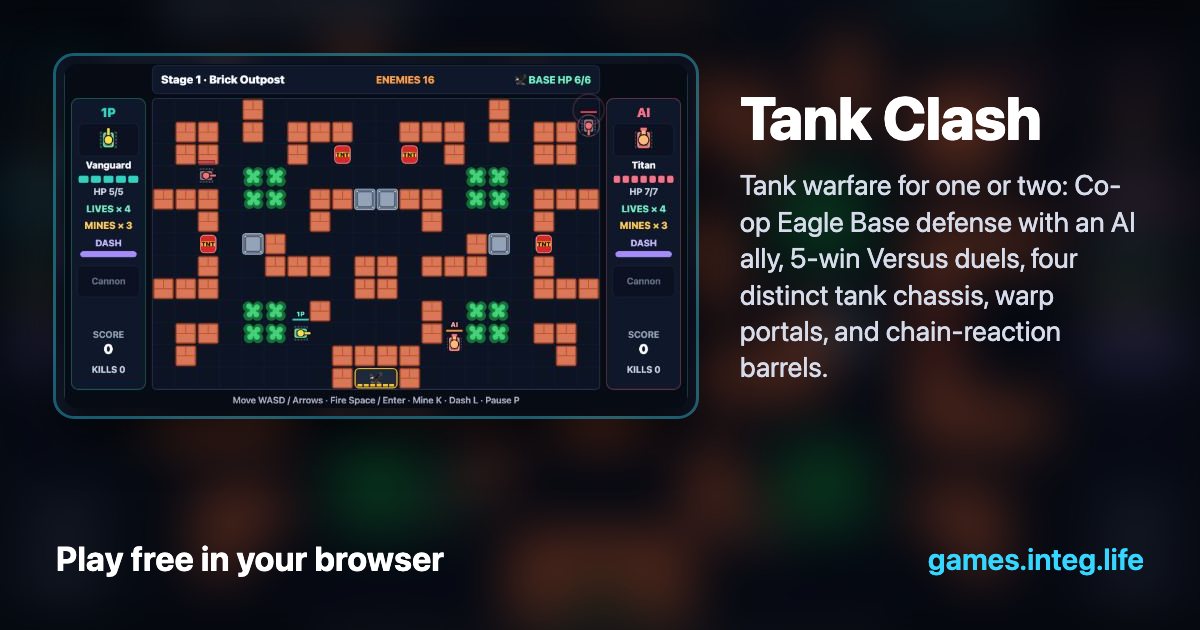 Stage 1 · Brick Outpost
ENEMIES 16
BASE HP 6/6
1P
Vanguard
HP 5/5
LIVES × 4
MINES × 3
DASH
Cannon
SCORE
0
KILLS 0
TNT
TNT
TNT
TNT
1P
AI
AI
Titan
HP 7/7
LIVES × 4
MINES × 3
DASH
Cannon
SCORE
0
KILLS 0
Move WASD / Arrows · Fire Space / Enter · Mine K · Dash L · Pause P
Tank Clash
Tank warfare for one or two: Co-
op Eagle Base defense with an AI
ally, 5-win Versus duels, four
distinct tank chassis, warp
portals, and chain-reaction
barrels.
Play free in your browser
games.integ.life